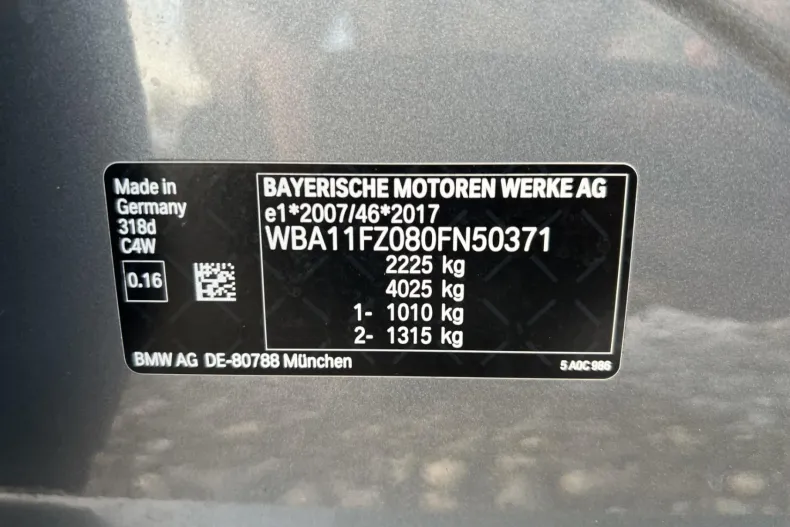 Made in
Germany
318d
C4W
0.16
BAYERISCHE MOTOREN WERKE AG
e1*2007/46*2017
WBA11FZ080FN50371
2225 kg
4025 kg
1- 1010 kg
2- 1315 kg
BMW AG DE-80788 München
5 A0C 986